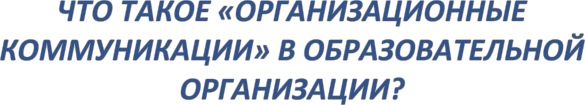 ЧТО ТАКОЕ «ОРГАНИЗАЦИОННЫЕ
КОММУНИКАЦИИ» В ОБРАЗОВАТЕЛЬНОЙ
ОРГАНИЗАЦИИ?